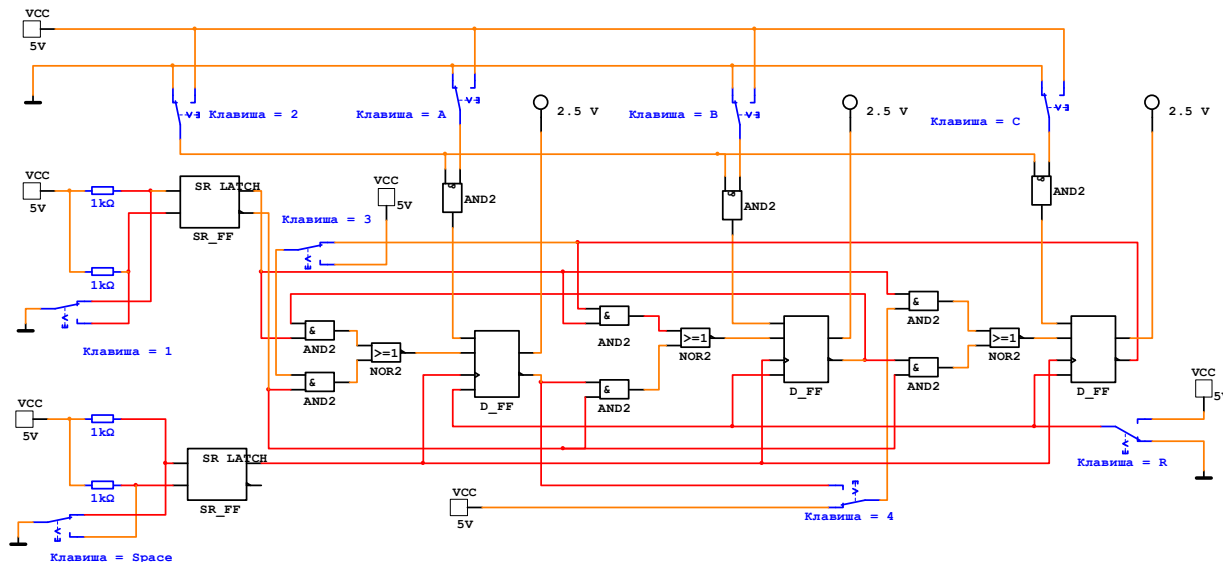 VCC
5V
Клавиша = 2
Клавиша = A
2.5 V
Клавиша = B
2.5 V
Клавиша = C
2.5 V
VCC
5V
1kΩ
1kΩ
SR LATCH
SR_FF
Клавиша = 1
Клавиша = 3
VCC
5V
&
AND2
&
AND2
&
AND2
&
AND2
&
AND2
>=1
NOR2
D_FF
&
AND2
&
AND2
>=1
NOR2
D_FF
&
AND2
&
AND2
>=1
NOR2
D_FF
VCC
5V
1kΩ
1kΩ
SR LATCH
SR_FF
Клавиша = Space
VCC
5V
Клавиша = 4
VCC
5V
Клавиша = R